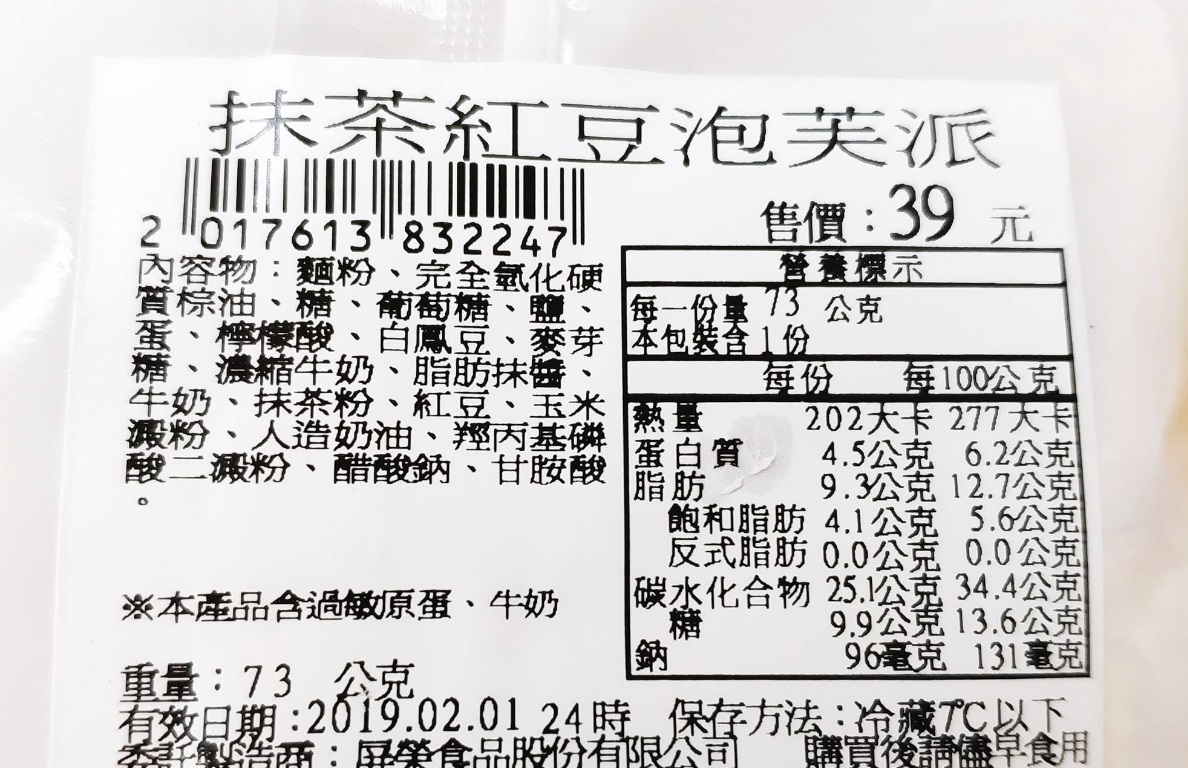 抹茶紅豆泡芙派
2 017613 832247
售價：39 元
內容物：麵粉、完全氫化硬
質棕油、糖、葡萄糖、鹽、
蛋、檸檬酸、白鳳豆、麥芽
糖、濃縮牛奶、脂肪抹醬、
牛奶、抹茶粉、紅豆、玉米
澱粉、人造奶油、羥丙基磷
酸二澱粉、醋酸鈉、甘胺酸
。
※本產品含過敏原蛋、牛奶
營養標示
每一份量 73 公克
本包裝含 1 份
每份 每100公克
熱量 202大卡 277大卡
蛋白質 4.5公克 6.2公克
脂肪 9.3公克 12.7公克
飽和脂肪 4.1公克 5.6公克
反式脂肪 0.0公克 0.0公克
碳水化合物 25.1公克 34.4公克
糖 9.9公克 13.6公克
鈉 96毫克 131毫克
重量：73 公克
有效日期:2019.02.01 24時 保存方法：冷藏7℃以下
委託製造商：屏榮食品股份有限公司 購買後請儘早食用